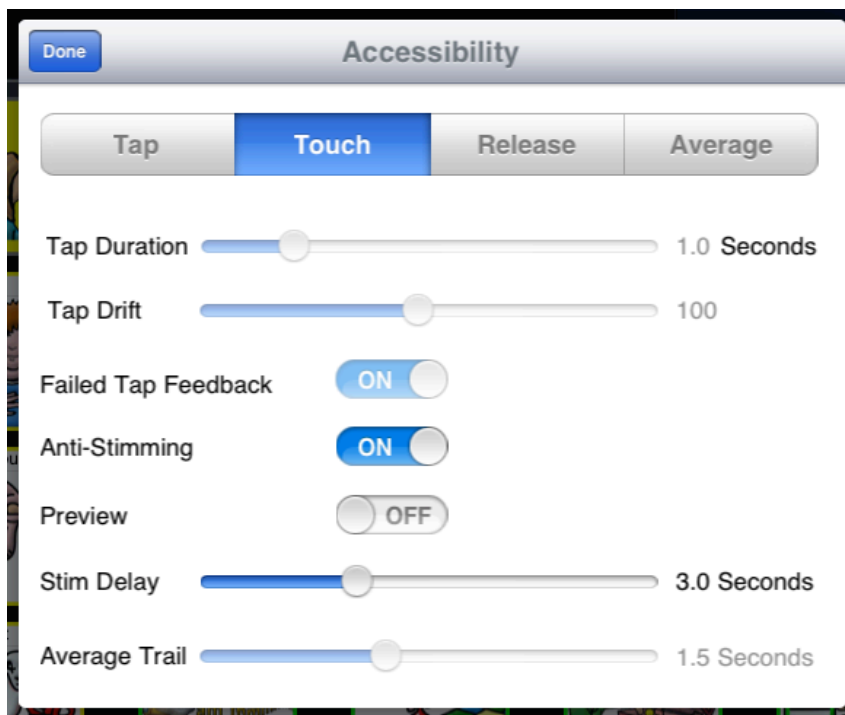 Done
Accessibility
Tap Touch Release Average
Tap Duration 1.0 Seconds
Tap Drift 100
Failed Tap Feedback ON
Anti-Stimming ON
Preview OFF
Stim Delay 3.0 Seconds
Average Trail 1.5 Seconds